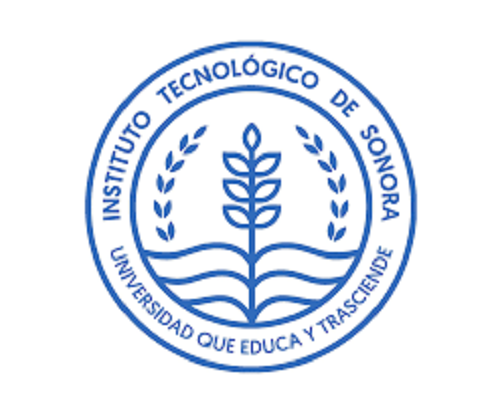 INSTITUTO TECNOLÓGICO DE SONORA
UNIVERSIDAD QUE EDUCA Y TRASCIENDE